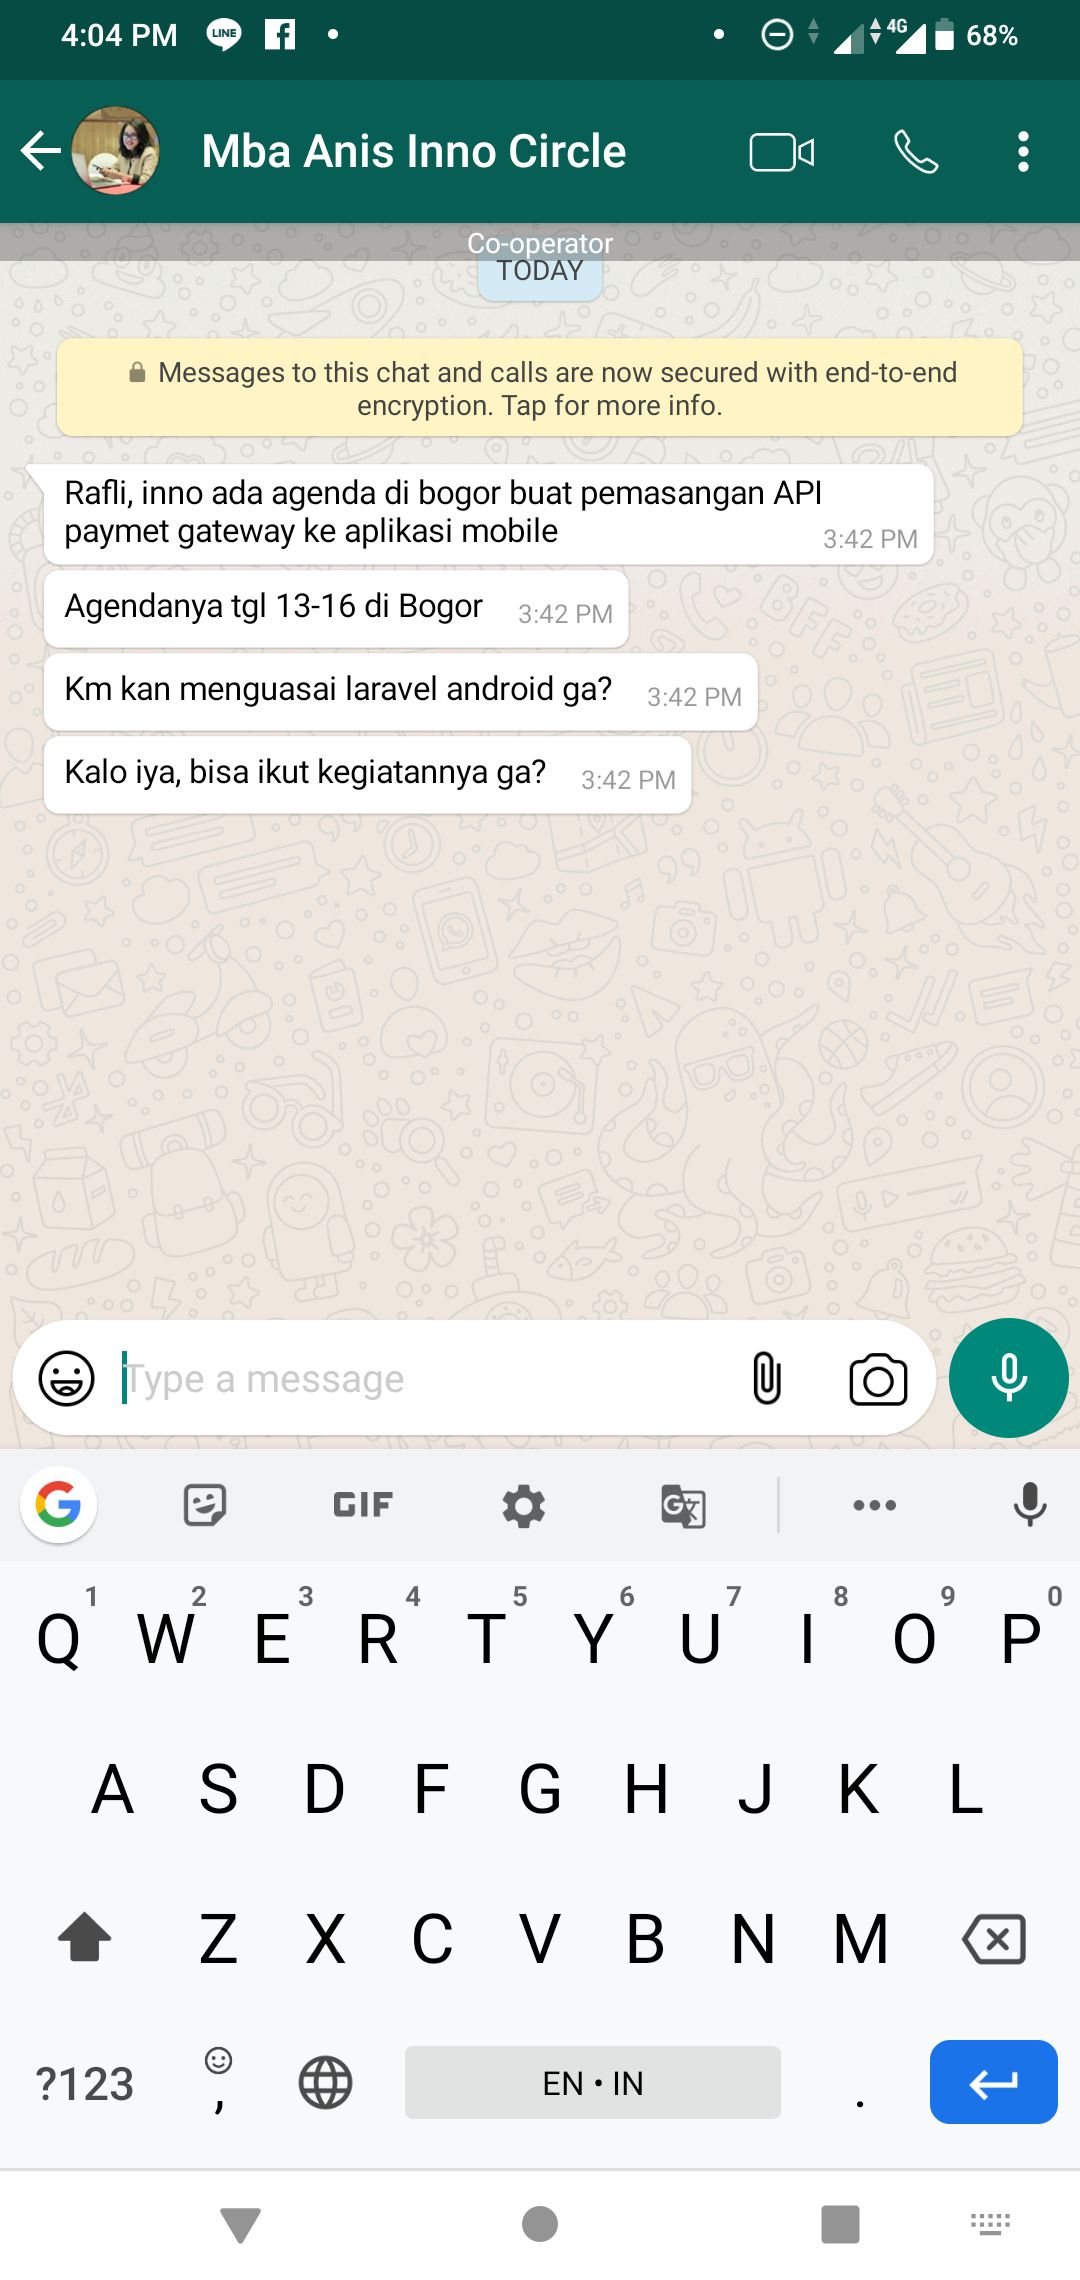 4:04 PM LINE 4G 68%
Mba Anis Inno Circle
Co-operator
TODAY
Messages to this chat and calls are now secured with end-to-end
encryption. Tap for more info.
Rafli, inno ada agenda di bogor buat pemasangan API
paymet gateway ke aplikasi mobile 3:42 PM
Agendanya tgl 13-16 di Bogor 3:42 PM
Km kan menguasai laravel android ga? 3:42 PM
Kalo iya, bisa ikut kegiatannya ga? 3:42 PM
Type a message
G GIF G文
1 2 3 4 5 6 7 8 9 0
Q W E R T Y U I O P
A S D F G H J K L
Z X C V B N M
?123 , EN • IN .